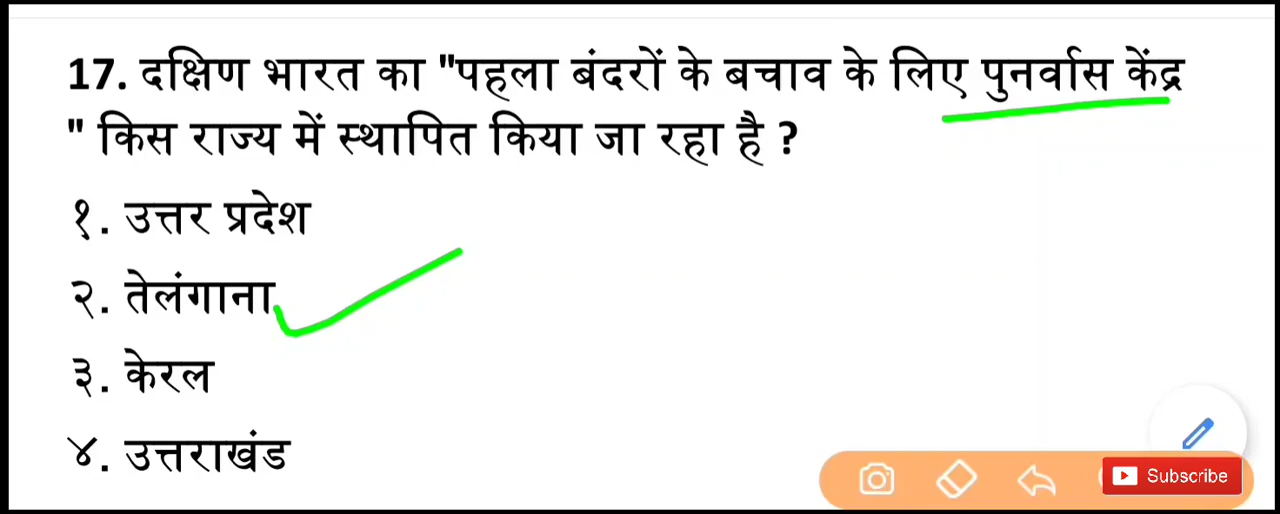 17. दक्षिण भारत का "पहला बंदरों के बचाव के लिए पुनर्वास केंद्र
" किस राज्य में स्थापित किया जा रहा है ?
१. उत्तर प्रदेश
२. तेलंगाना
३. केरल
४. उत्तराखंड
Subscribe